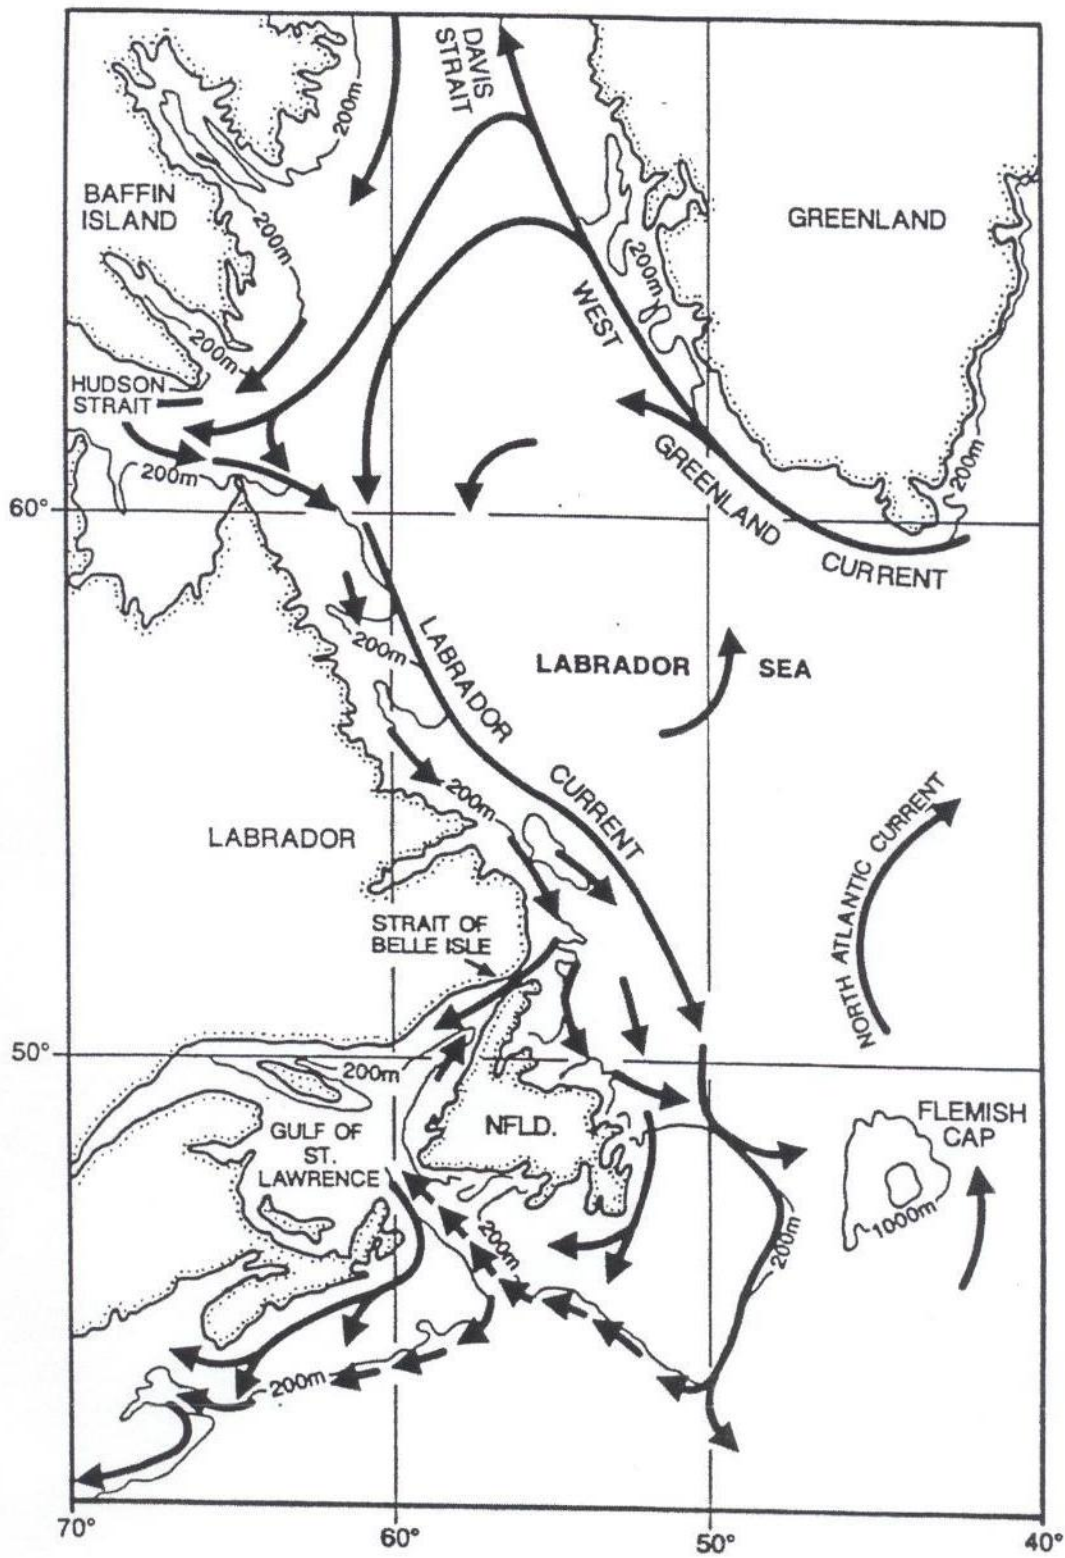 DAVIS
STRAIT
200m
BAFFIN
ISLAND
GREENLAND
200m
200m
WEST
200m
HUDSON
STRAIT
GREENLAND
200m
200m
60°
CURRENT
200m
LABRADOR
LABRADOR SEA
CURRENT
200m
NORTH ATLANTIC CURRENT
LABRADOR
STRAIT OF
BELLE ISLE
50°
200m
FLEMISH
CAP
NFLD.
GULF OF
ST.
LAWRENCE
1000m
200m
200m
200m
70°
60°
50°
40°